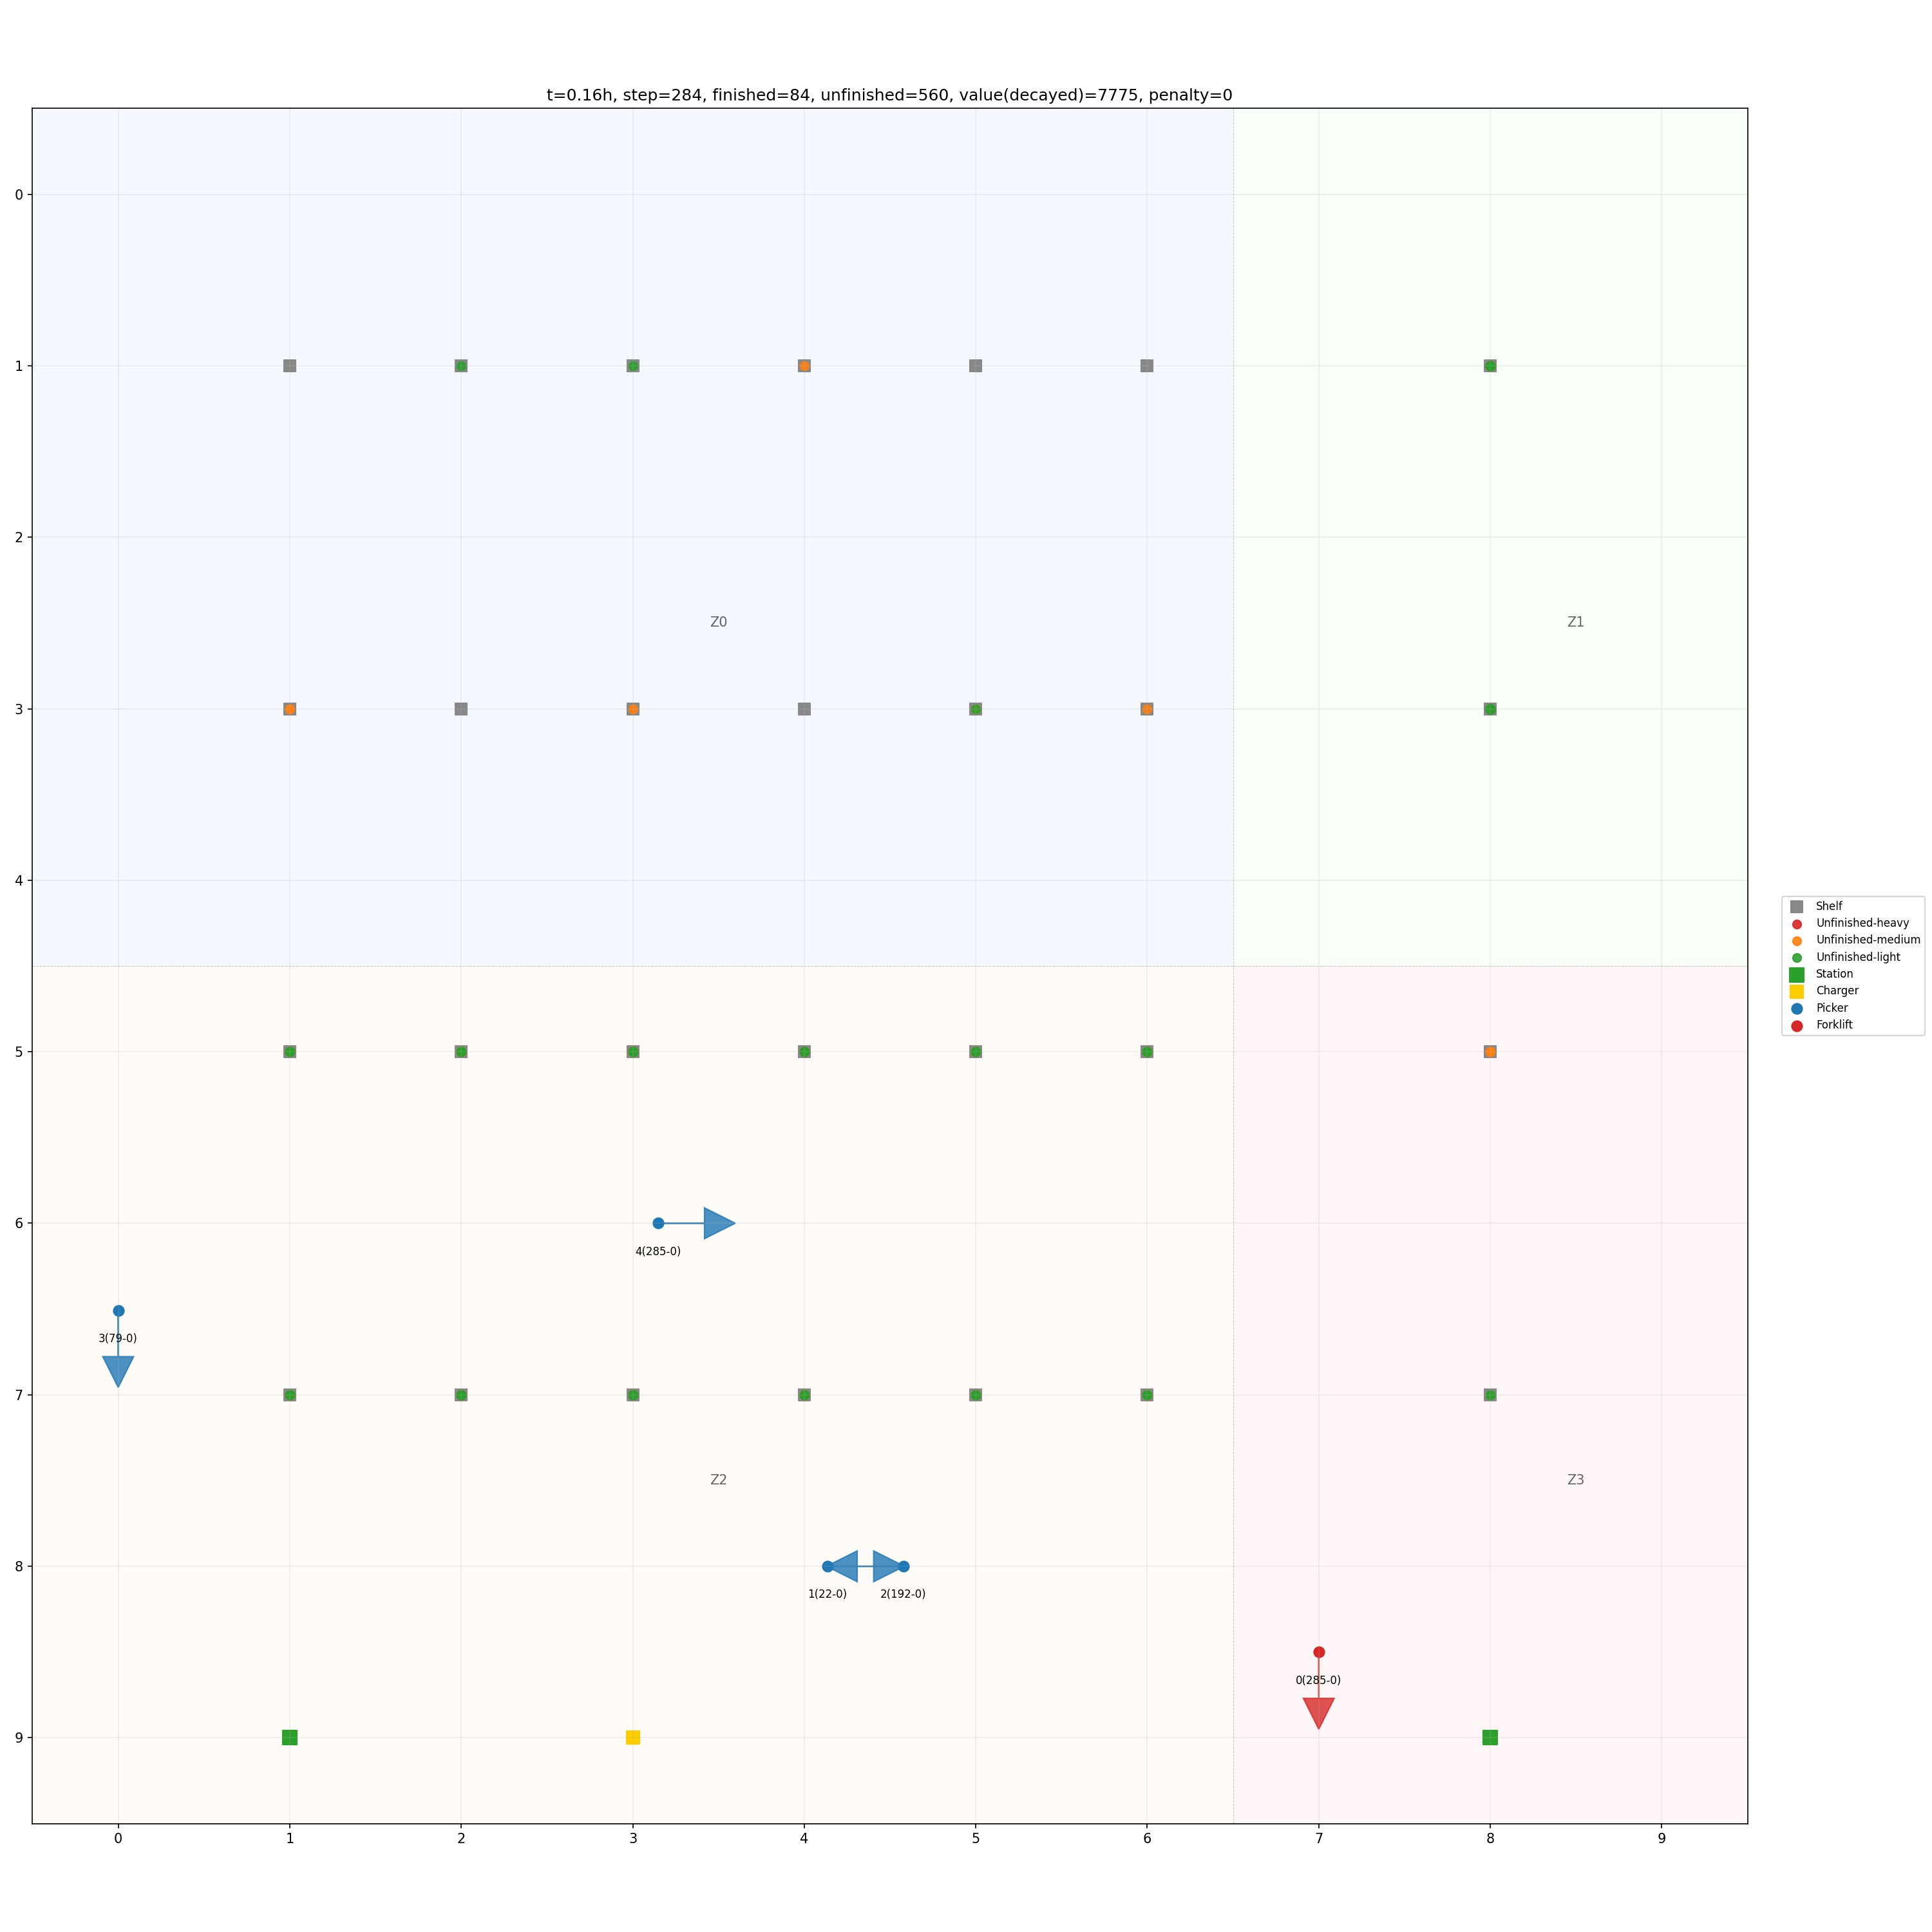 t=0.16h, step=284, finished=84, unfinished=560, value(decayed)=7775, penalty=0
0
1
2
Z0
Z1
3
4
Shelf
Unfinished-heavy
Unfinished-medium
Unfinished-light
Station
Charger
Picker
Forklift
5
6
4(285-0)
3(79-0)
7
Z2
Z3
8
1(22-0)
2(192-0)
0(285-0)
9
0 1 2 3 4 5 6 7 8 9